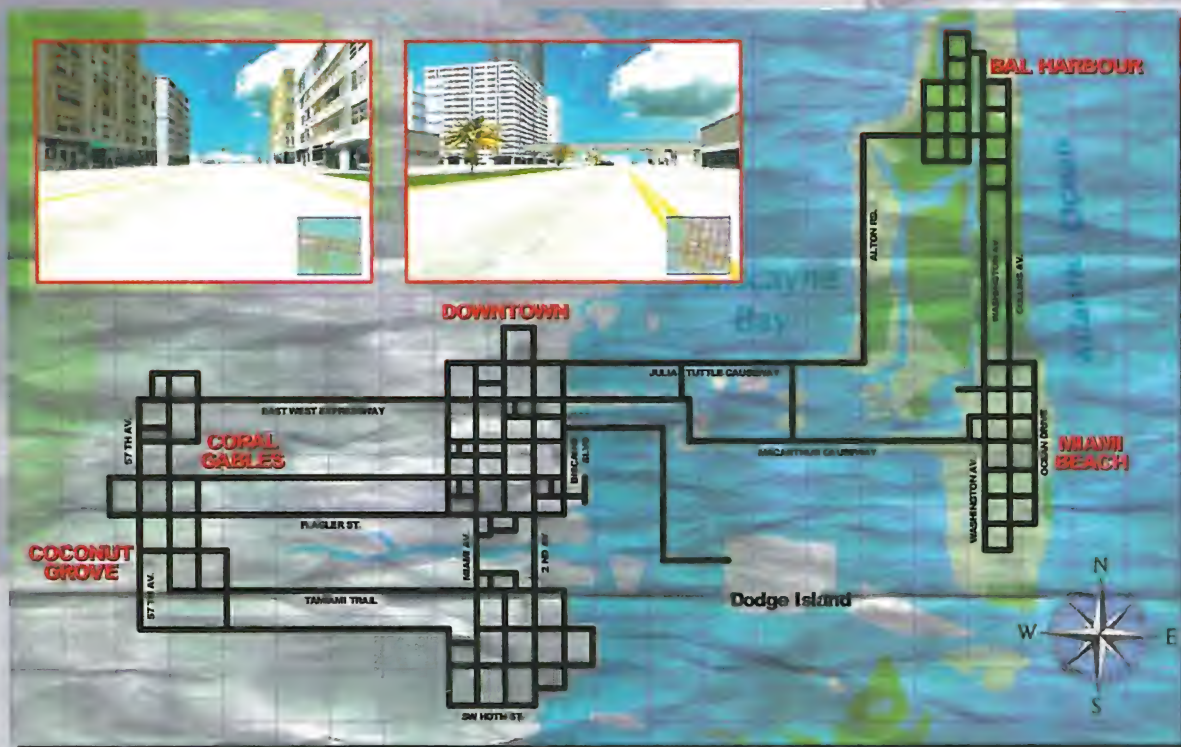 BAL HARBOUR
ATLANTIC OCEAN
ALTON RD.
WASHINGTON AV.
COLLINS AV.
Biscayne
Bay
DOWNTOWN
JULIA TUTTLE CAUSEWAY
EAST WEST EXPRESSWAY
57 TH AV.
CORAL
GABLES
BISCAYNE
BLVD
MACARTHUR CAUSEWAY
OCEAN DRIVE
MIAMI
BEACH
WASHINGTON AV.
FLAGLER ST.
COCONUT
GROVE
MIAMI AV.
2 ND AV
57 TH AV.
TAMIAMI TRAIL
Dodge Island
N
W
E
S